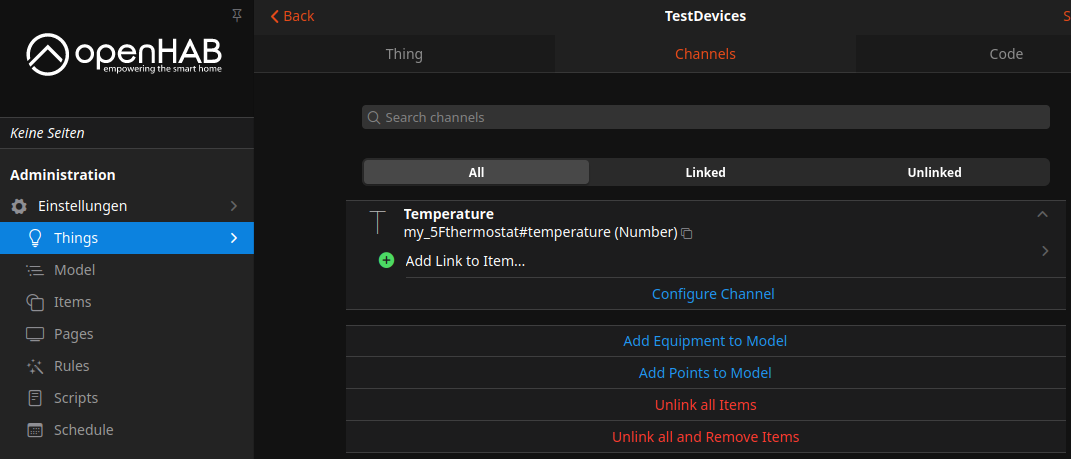 openHAB
empowering the smart home
Keine Seiten
Administration
Einstellungen
Things
Model
Items
Pages
Rules
Scripts
Schedule
Back
TestDevices
S
Thing
Channels
Code
Search channels
All
Linked
Unlinked
T
Temperature
my_5Fthermostat#temperature (Number)
Add Link to Item...
Configure Channel
Add Equipment to Model
Add Points to Model
Unlink all Items
Unlink all and Remove Items